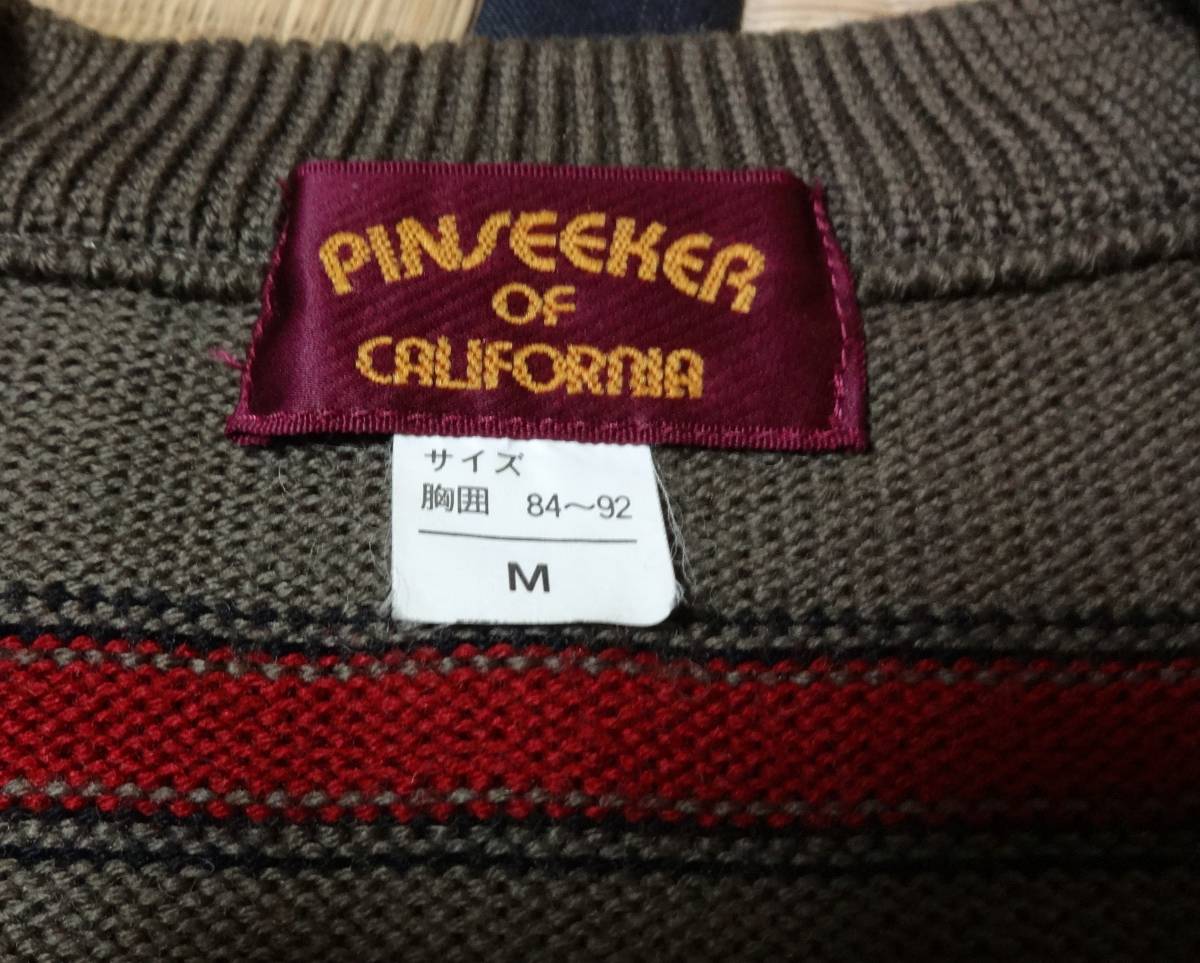 PINSEEKER
OF
CALIFORNIA
サイズ
胸囲 84〜92
M